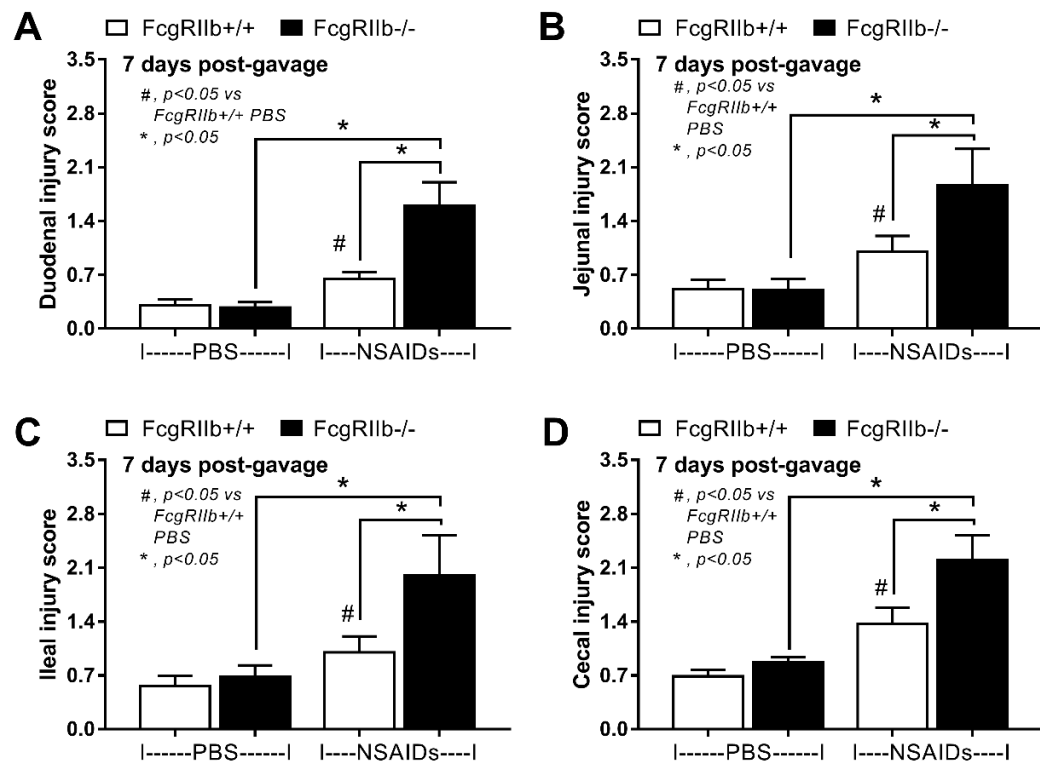 A
FcgRIIb+/+ FcgRIIb-/-
7 days post-gavage
#, p<0.05 vs
FcgRIIb+/+ PBS
*, p<0.05
Duodenal injury score
3.5
2.8
2.1
1.4
0.7
0.0
*
*
#
I------PBS-------I I----NSAIDs----I
B
FcgRIIb+/+ FcgRIIb-/-
7 days post-gavage
#, p<0.05 vs
FcgRIIb+/+
PBS
*, p<0.05
Jejunal injury score
3.5
2.8
2.1
1.4
0.7
0.0
*
*
#
I------PBS-------I I----NSAIDs----I
C
FcgRIIb+/+ FcgRIIb-/-
7 days post-gavage
#, p<0.05 vs
FcgRIIb+/+
PBS
*, p<0.05
Ileal injury score
3.5
2.8
2.1
1.4
0.7
0.0
*
*
#
I------PBS-------I I----NSAIDs----I
D
FcgRIIb+/+ FcgRIIb-/-
7 days post-gavage
#, p<0.05 vs
FcgRIIb+/+
PBS
*, p<0.05
Cecal injury score
3.5
2.8
2.1
1.4
0.7
0.0
*
*
#
I------PBS-------I I----NSAIDs----I